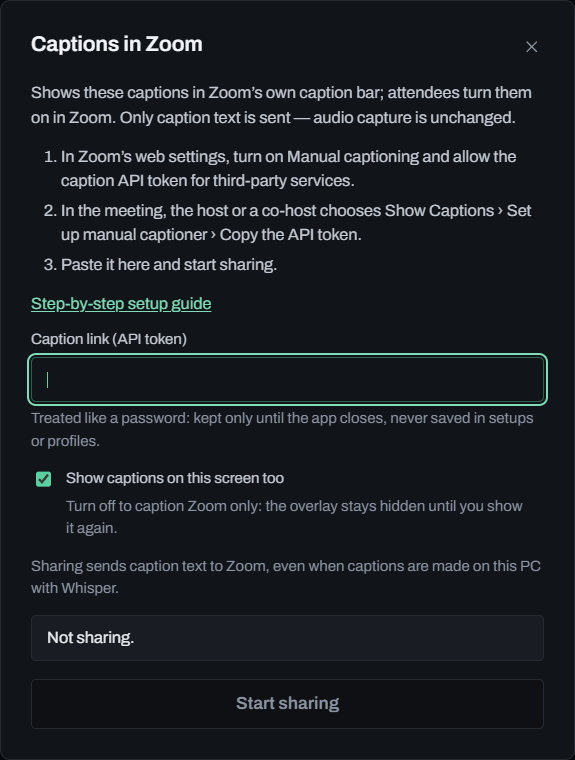 Captions in Zoom
Shows these captions in Zoom’s own caption bar; attendees turn them
on in Zoom. Only caption text is sent — audio capture is unchanged.
1. In Zoom’s web settings, turn on Manual captioning and allow the
caption API token for third-party services.
2. In the meeting, the host or a co-host chooses Show Captions › Set
up manual captioner › Copy the API token.
3. Paste it here and start sharing.
Step-by-step setup guide
Caption link (API token)
Treated like a password: kept only until the app closes, never saved in setups
or profiles.
Show captions on this screen too
Turn off to caption Zoom only: the overlay stays hidden until you show
it again.
Sharing sends caption text to Zoom, even when captions are made on this PC
with Whisper.
Not sharing.
Start sharing